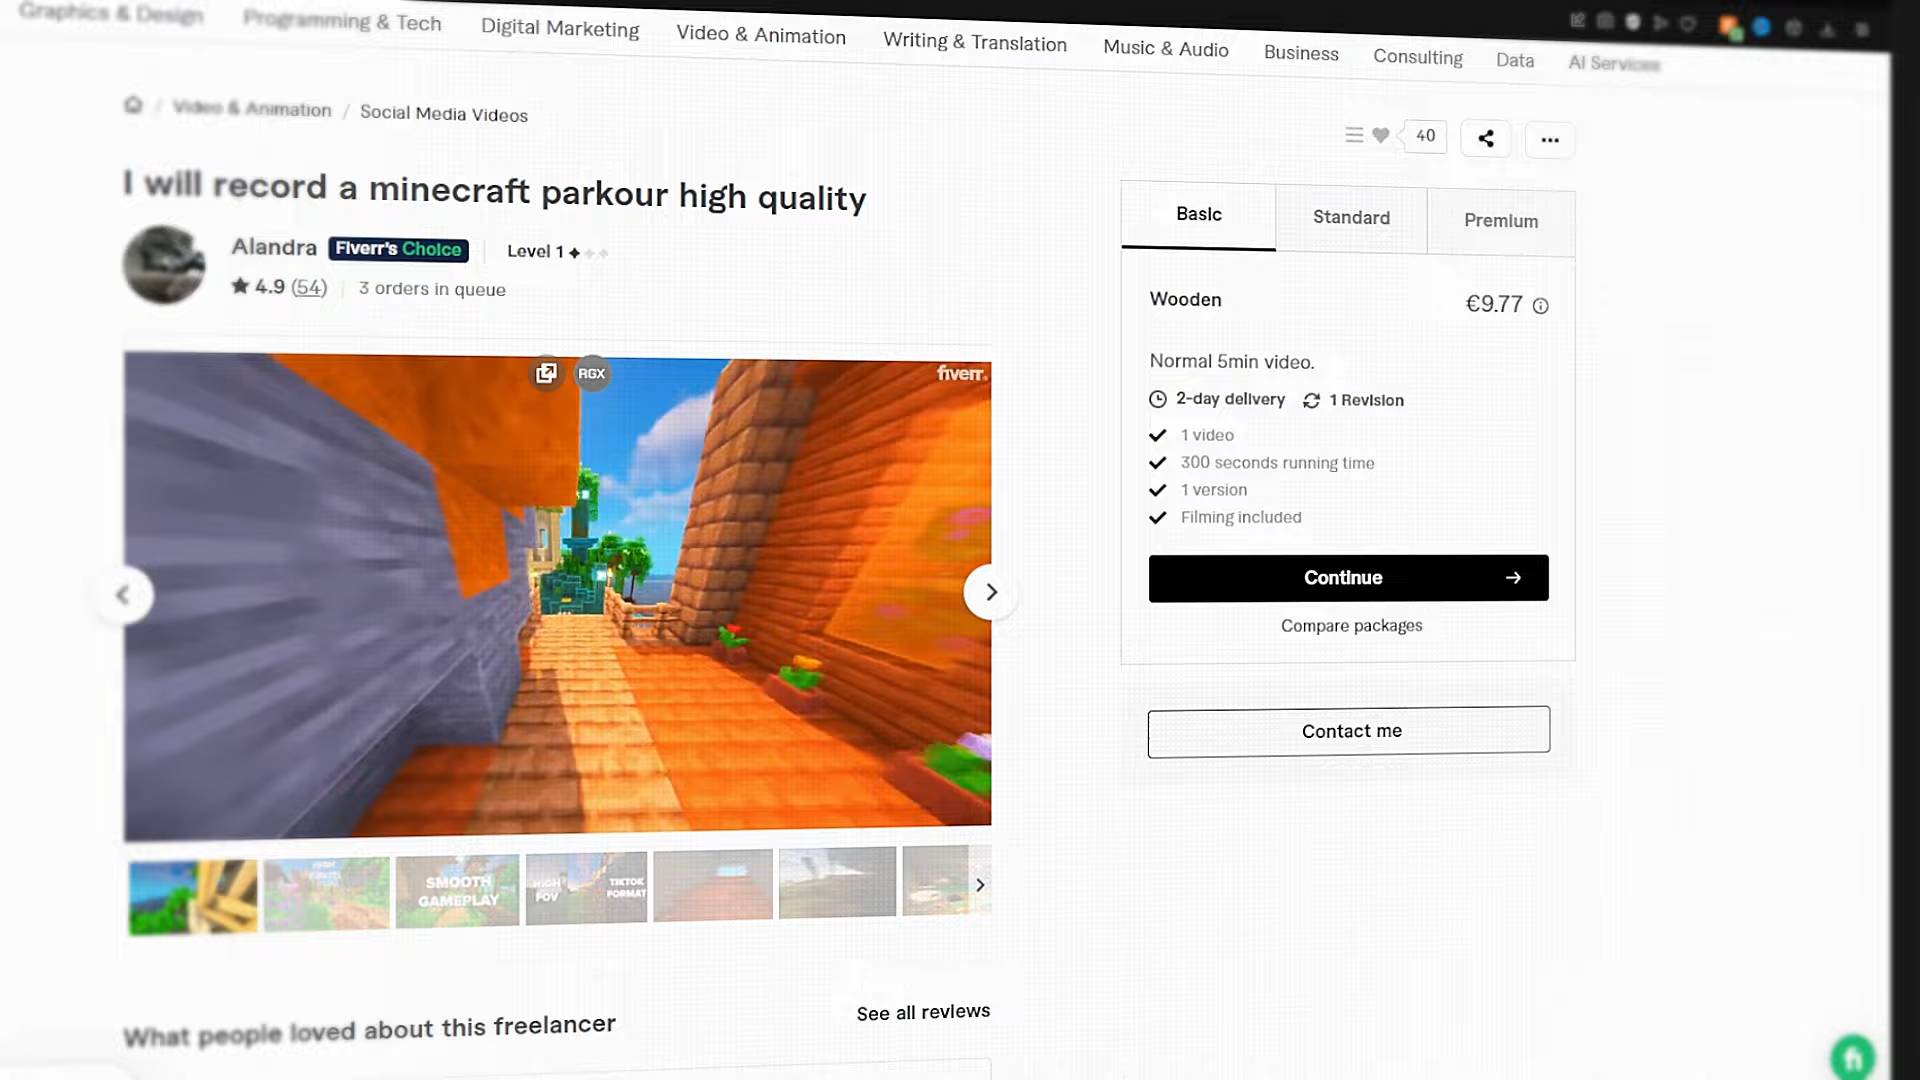 Graphics & Design Programming & Tech Digital Marketing Video & Animation Writing & Translation Music & Audio Business Consulting Data AI Services
/ Video & Animation / Social Media Videos
40
I will record a minecraft parkour high quality
Alandra Fiverr's Choice Level 1
4.9 (54) 3 orders in queue
RGX
fiverr.
SMOOTH
GAMEPLAY
HIGH
FOV
TIKTOK
FORMAT
What people loved about this freelancer
See all reviews
Basic Standard Premium
Wooden €9.77
Normal 5min video.
2-day delivery 1 Revision
1 video
300 seconds running time
1 version
Filming included
Continue
Compare packages
Contact me
fi